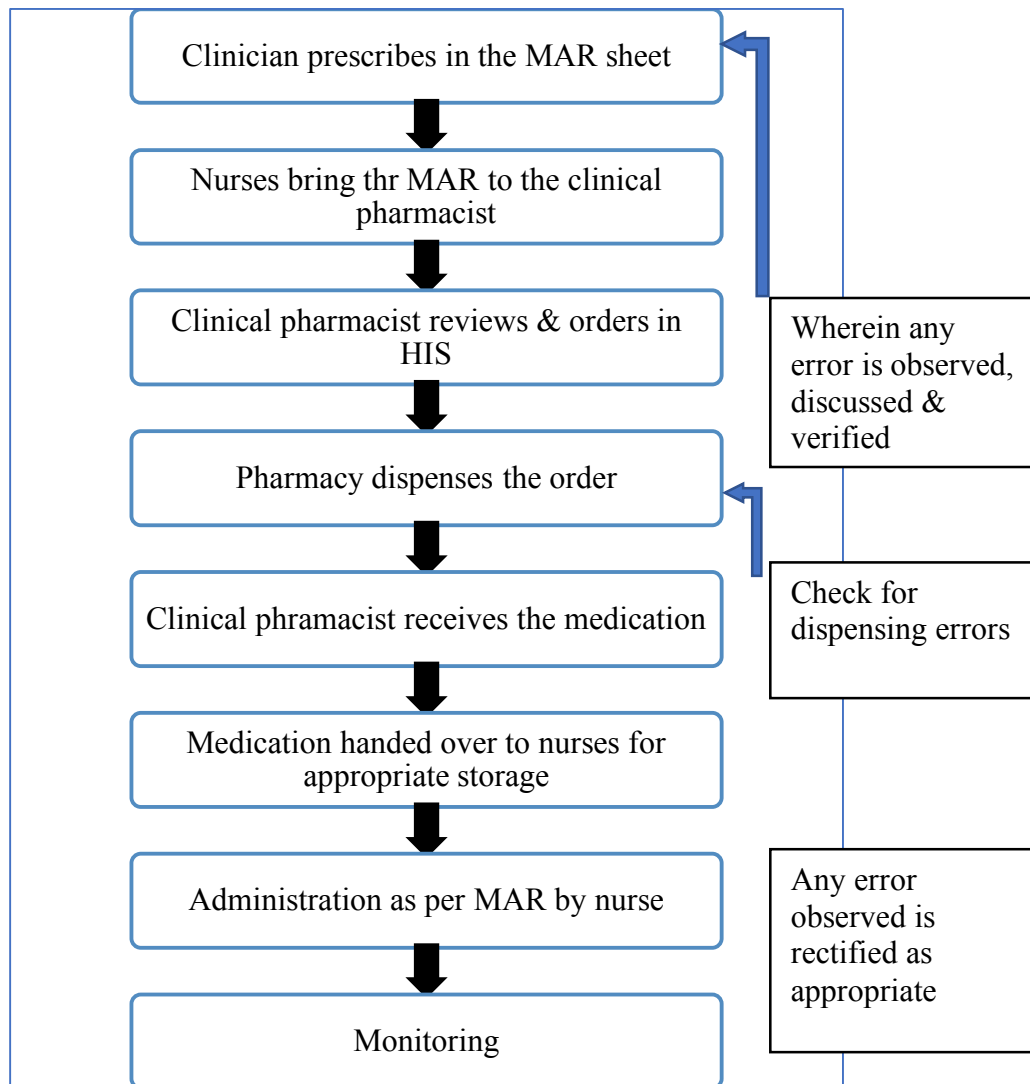 Clinician prescribes in the MAR sheet
Nurses bring thr MAR to the clinical
pharmacist
Clinical pharmacist reviews & orders in
HIS
Wherein any
error is observed,
discussed &
verified
Pharmacy dispenses the order
Check for
dispensing errors
Clinical phramacist receives the medication
Medication handed over to nurses for
appropriate storage
Administration as per MAR by nurse
Any error
observed is
rectified as
appropriate
Monitoring